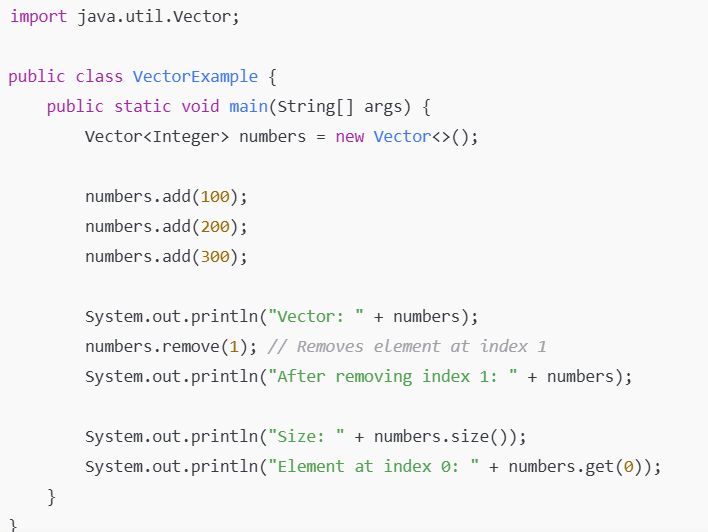 import java.util.Vector;
public class VectorExample {
    public static void main(String[] args) {
        Vector<Integer> numbers = new Vector<>();
        numbers.add(100);
        numbers.add(200);
        numbers.add(300);
        System.out.println("Vector: " + numbers);
        numbers.remove(1); // Removes element at index 1
        System.out.println("After removing index 1: " + numbers);
        System.out.println("Size: " + numbers.size());
        System.out.println("Element at index 0: " + numbers.get(0));
    }
}